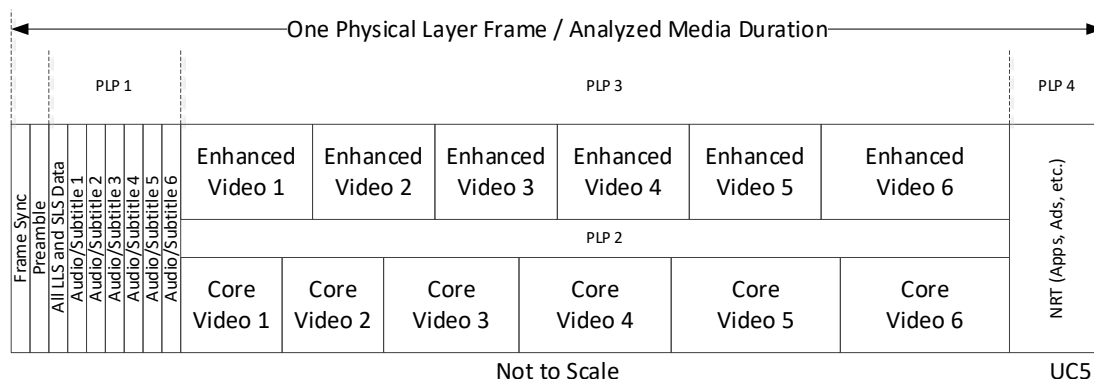 One Physical Layer Frame / Analyzed Media Duration
PLP 1
PLP 3
PLP 4
Frame Sync
Preamble
All LLS and SLS Data
Audio/Subtitle 1
Audio/Subtitle 2
Audio/Subtitle 3
Audio/Subtitle 4
Audio/Subtitle 5
Audio/Subtitle 6
Enhanced
Video 1
Enhanced
Video 2
Enhanced
Video 3
Enhanced
Video 4
Enhanced
Video 5
Enhanced
Video 6
PLP 2
Core
Video 1
Core
Video 2
Core
Video 3
Core
Video 4
Core
Video 5
Core
Video 6
NRT (Apps, Ads, etc.)
Not to Scale
UC5